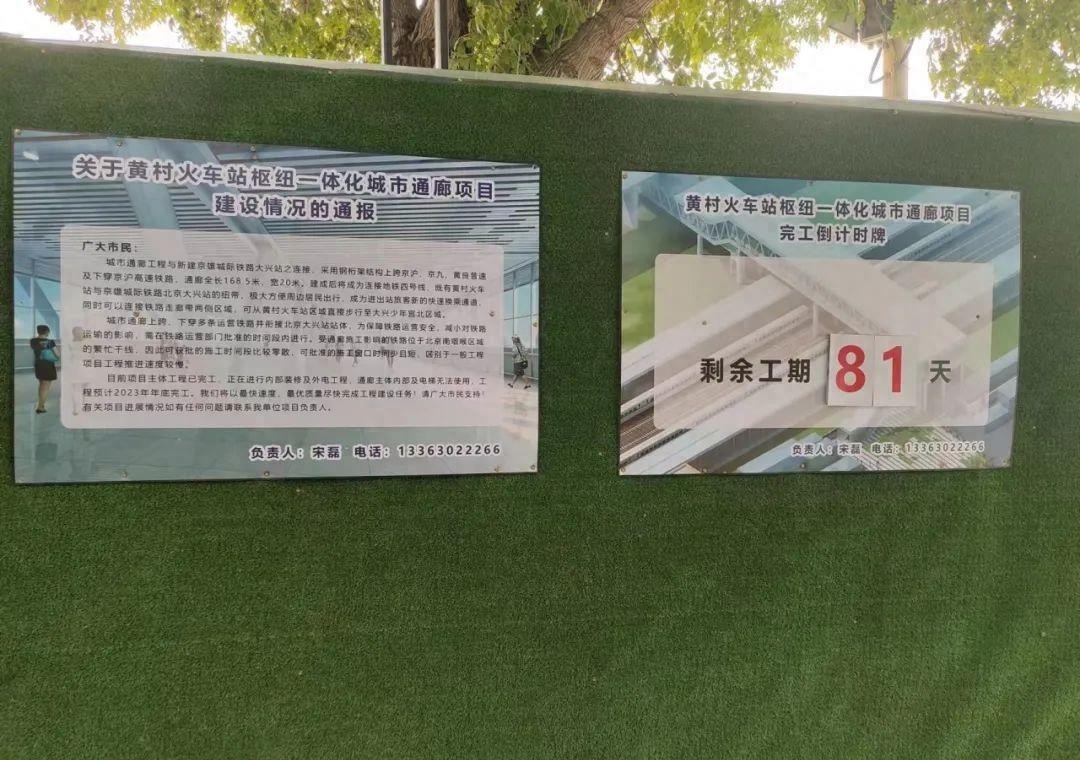 关于黄村火车站枢纽一体化城市通廊项目
建设情况的通报
广大市民：
城市通廊工程与新建京雄城际铁路大兴站之连接，采用钢桁架结构上跨京沪、京九、黄良普速
及下穿京沪高速铁路，通廊全长168.5米，宽20米。建成后将成为连接地铁四号线、既有黄村火车
站与京雄城际铁路北京大兴站的纽带，极大方便周边居民出行，成为进出站旅客新的快速换乘通道，
同时可以连接铁路走廊带两侧区域，可从黄村火车站区域直接步行至大兴少年宫北区域。
城市通廊上跨、下穿多条运营铁路并衔接北京大兴站站体，为保障铁路运营安全，减小对铁路
运输的影响，需在铁路运营部门批准的时间段内进行。受通廊施工影响的铁路位于北京南咽喉区域
的繁忙干线，因此可获批的施工时间段比较零散，可批准的施工窗口时间少且短，区别于一般工程
项目工程推进速度较慢。
目前项目主体工程已完工，正在进行内部装修及外电工程，通廊主体内部及电梯无法使用，工
程预计2023年年底完工。我们将以最快速度、最优质量尽快完成工程建设任务！请广大市民支持！
有关项目进展情况如有任何问题请联系我单位项目负责人。
负责人：宋磊 电话：13363022266
黄村火车站枢纽一体化城市通廊项目
完工倒计时牌
剩余工期 81 天
负责人：宋磊 电话：13363022266